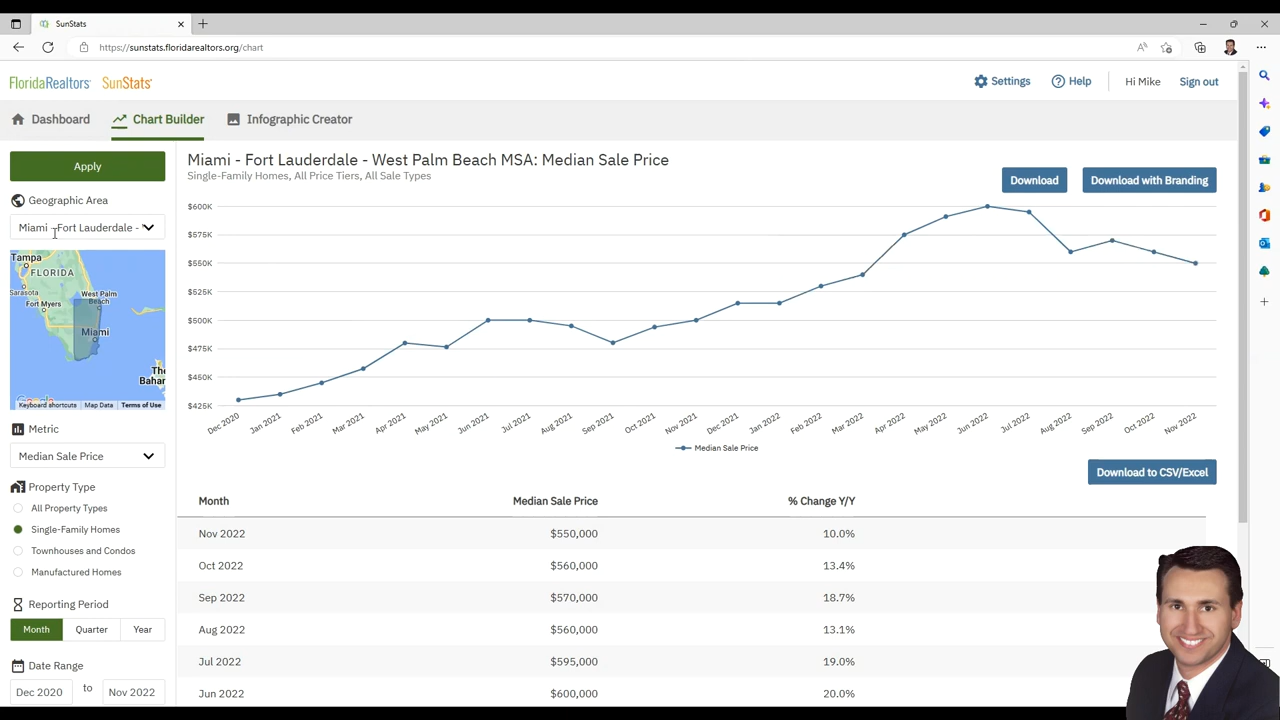 SunStats
https://sunstats.floridarealtors.org/chart
FloridaRealtors® SunStats®
Settings
Help
Hi Mike
Sign out
Dashboard
Chart Builder
Infographic Creator
Apply
Geographic Area
Miami - Fort Lauderdale -
Tampa
FLORIDA
Sarasota
West Palm
Beach
Fort Myers
Miami
The
Bahar
Google
Keyboard shortcuts
Map Data
Terms of Use
Metric
Median Sale Price
Property Type
All Property Types
Single-Family Homes
Townhouses and Condos
Manufactured Homes
Reporting Period
Month Quarter Year
Date Range
Dec 2020 to Nov 2022
Miami - Fort Lauderdale - West Palm Beach MSA: Median Sale Price
Single-Family Homes, All Price Tiers, All Sale Types
Download
Download with Branding
$600K
$575K
$550K
$525K
$500K
$475K
$450K
$425K
Dec 2020 Jan 2021 Feb 2021 Mar 2021 Apr 2021 May 2021 Jun 2021 Jul 2021 Aug 2021 Sep 2021 Oct 2021 Nov 2021 Dec 2021 Jan 2022 Feb 2022 Mar 2022 Apr 2022 May 2022 Jun 2022 Jul 2022 Aug 2022 Sep 2022 Oct 2022 Nov 2022
Median Sale Price
Download to CSV/Excel
Month Median Sale Price % Change Y/Y
Nov 2022 $550,000 10.0%
Oct 2022 $560,000 13.4%
Sep 2022 $570,000 18.7%
Aug 2022 $560,000 13.1%
Jul 2022 $595,000 19.0%
Jun 2022 $600,000 20.0%